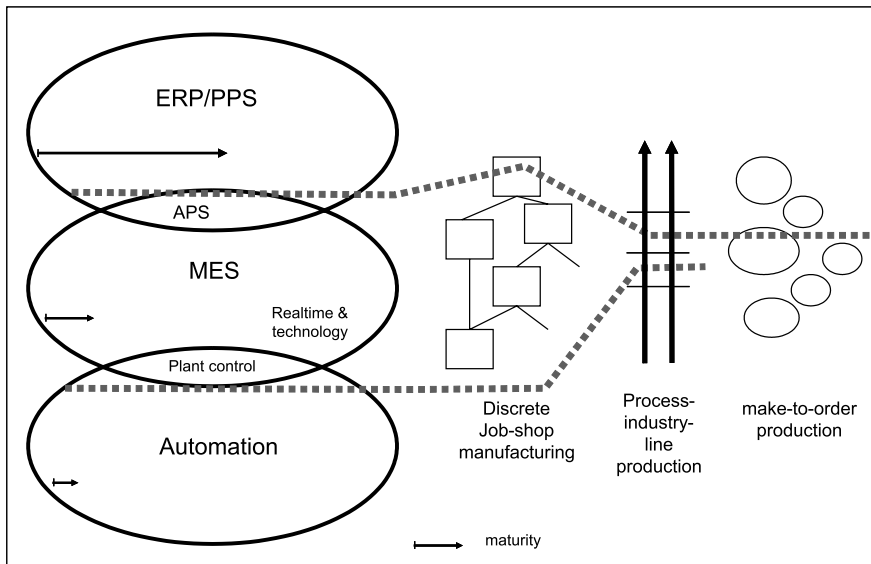 ERP/PPS
APS
MES
Realtime &
technology
Plant control
Automation
Discrete
Job-shop
manufacturing
Process-
industry-
line
production
make-to-order
production
maturity